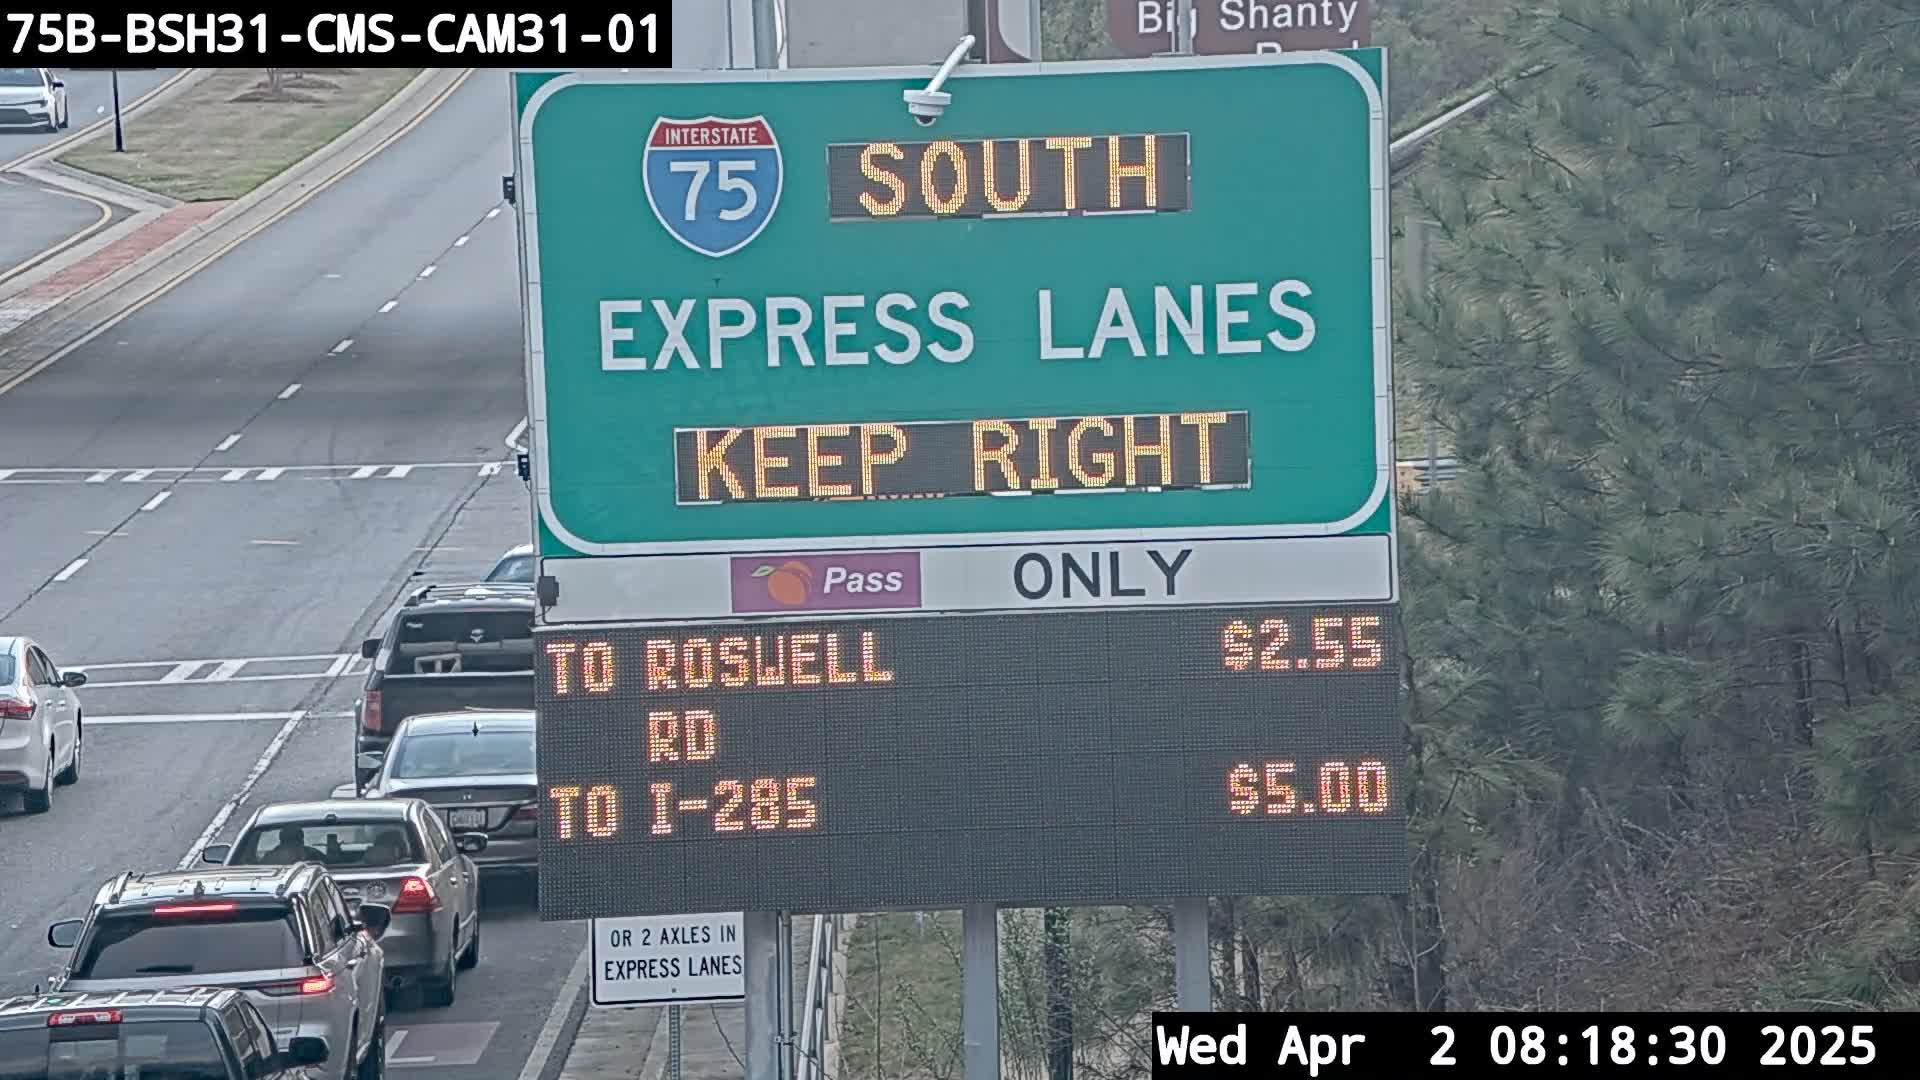 75B-BSH31-CMS-CAM31-01
Big Shanty
Road
INTERSTATE
75
SOUTH
EXPRESS LANES
KEEP RIGHT
Pass ONLY
TO ROSWELL $2.55
RD
TO I-285 $5.00
OR 2 AXLES IN
EXPRESS LANES
Wed Apr 2 08:18:30 2025